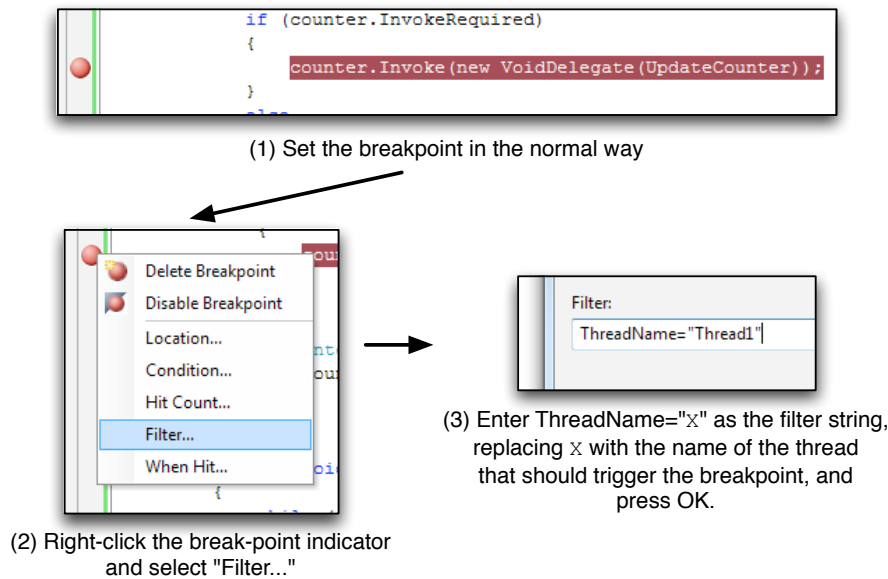 if (counter.InvokeRequired)
{
counter.Invoke(new VoidDelegate(UpdateCounter));
}
(1) Set the breakpoint in the normal way
{
Delete Breakpoint
Disable Breakpoint
Location...
Condition...
Hit Count...
Filter...
When Hit...
{
(2) Right-click the break-point indicator
and select "Filter..."
Filter:
ThreadName="Thread1"
(3) Enter ThreadName="X" as the filter string,
replacing X with the name of the thread
that should trigger the breakpoint, and
press OK.